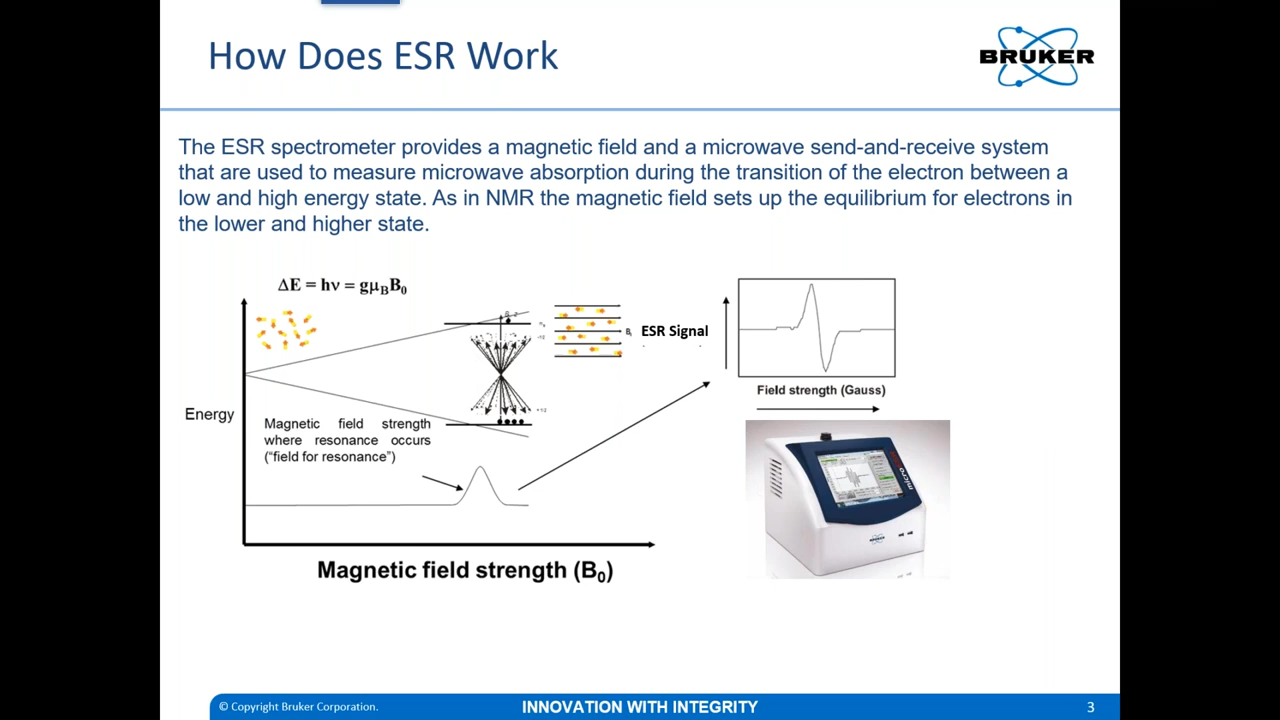 How Does ESR Work
BRUKER
The ESR spectrometer provides a magnetic field and a microwave send-and-receive system
that are used to measure microwave absorption during the transition of the electron between a
low and high energy state. As in NMR the magnetic field sets up the equilibrium for electrons in
the lower and higher state.
ΔE = hν = gμBB0
ESR Signal
Field strength (Gauss)
Energy
Magnetic field strength
where resonance occurs
("field for resonance")
micro
BRUKER
Magnetic field strength (B0)
© Copyright Bruker Corporation.
INNOVATION WITH INTEGRITY
3